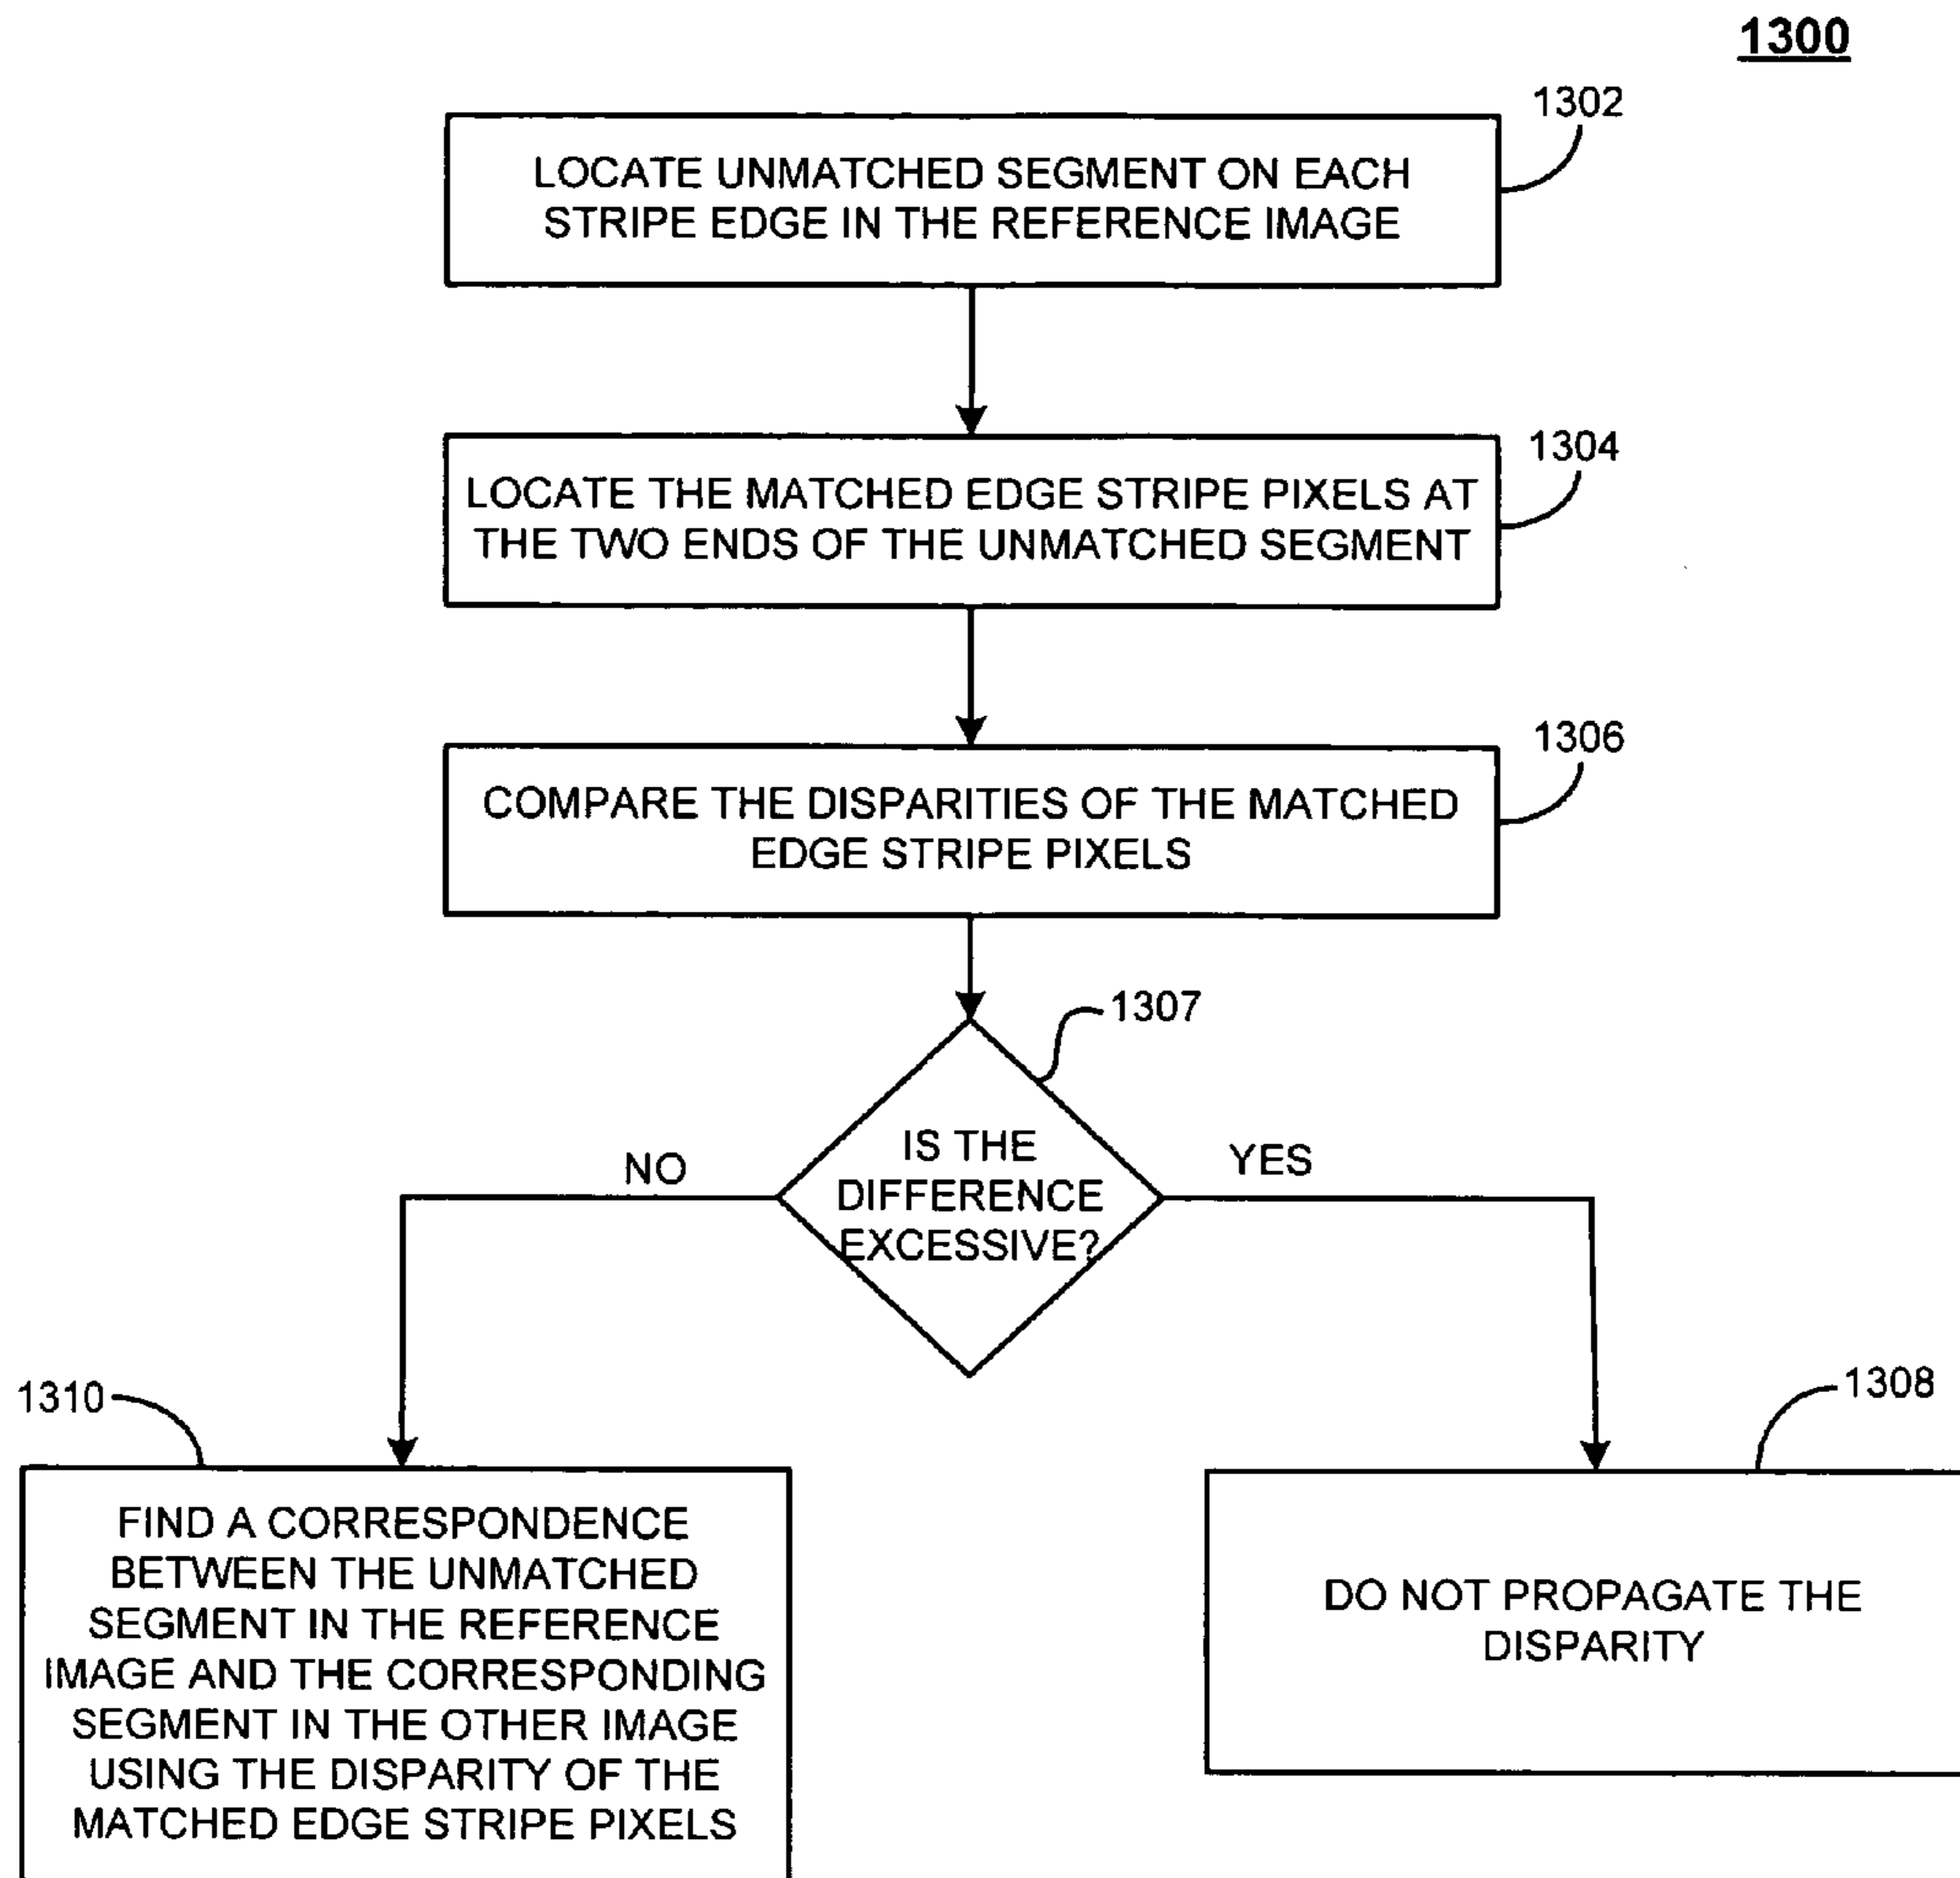 1300
1302
LOCATE UNMATCHED SEGMENT ON EACH
STRIPE EDGE IN THE REFERENCE IMAGE
1304
LOCATE THE MATCHED EDGE STRIPE PIXELS AT
THE TWO ENDS OF THE UNMATCHED SEGMENT
1306
COMPARE THE DISPARITIES OF THE MATCHED
EDGE STRIPE PIXELS
1307
IS THE
DIFFERENCE
EXCESSIVE?
NO
YES
1310
FIND A CORRESPONDENCE
BETWEEN THE UNMATCHED
SEGMENT IN THE REFERENCE
IMAGE AND THE CORRESPONDING
SEGMENT IN THE OTHER IMAGE
USING THE DISPARITY OF THE
MATCHED EDGE STRIPE PIXELS
1308
DO NOT PROPAGATE THE
DISPARITY